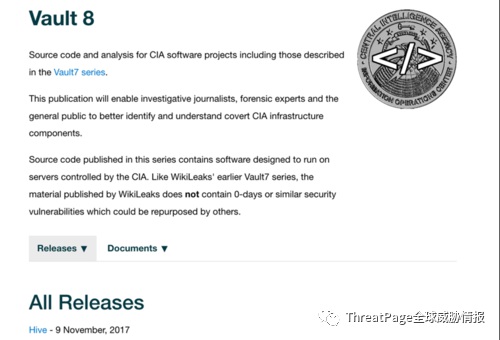 Vault 8
CENTRAL INTELLIGENCE AGENCY
</>
INFORMATION OPERATIONS CENTER
Source code and analysis for CIA software projects including those described
in the Vault7 series.
This publication will enable investigative journalists, forensic experts and the
general public to better identify and understand covert CIA infrastructure
components.
Source code published in this series contains software designed to run on
servers controlled by the CIA. Like WikiLeaks' earlier Vault7 series, the
material published by WikiLeaks does not contain 0-days or similar security
vulnerabilities which could be repurposed by others.
Releases ▼ Documents ▼
All Releases
Hive - 9 November, 2017
ThreatPage全球威胁情报